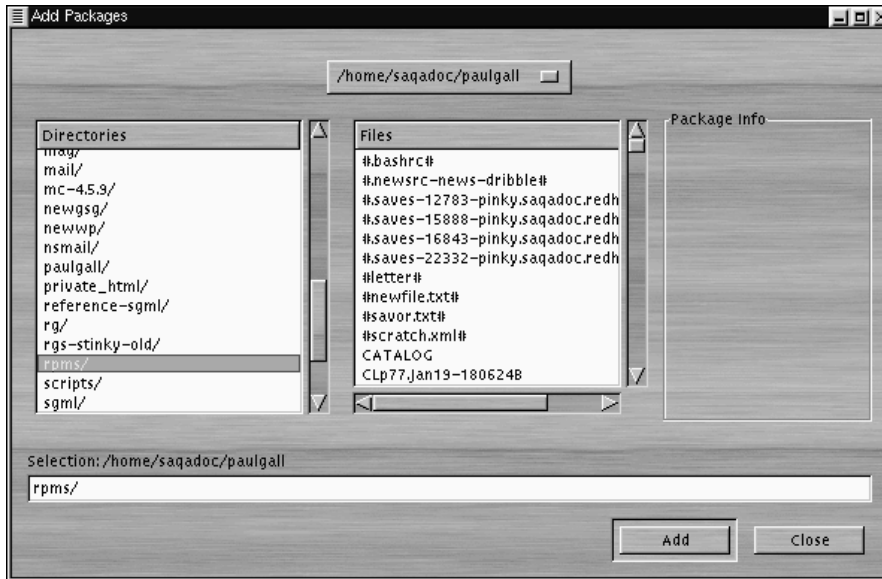 Add Packages
/home/saqadoc/paulgall
Directories
mag/
mail/
mc-4.5.9/
newgsg/
newwp/
nsmail/
paulgall/
private_html/
reference-sgml/
rg/
rgs-stinky-old/
rpms/
scripts/
sgml/
Files
#.bashrc#
#.newsrc-news-dribble#
#.saves-12783-pinky.saqadoc.redh
#.saves-15888-pinky.saqadoc.redh
#.saves-16843-pinky.saqadoc.redh
#.saves-22332-pinky.saqadoc.redh
#letter#
#newfile.txt#
#savor.txt#
#scratch.xml#
CATALOG
CLp77.Jan19-180624B
Package Info
Selection:/home/saqadoc/paulgall
rpms/
Add
Close